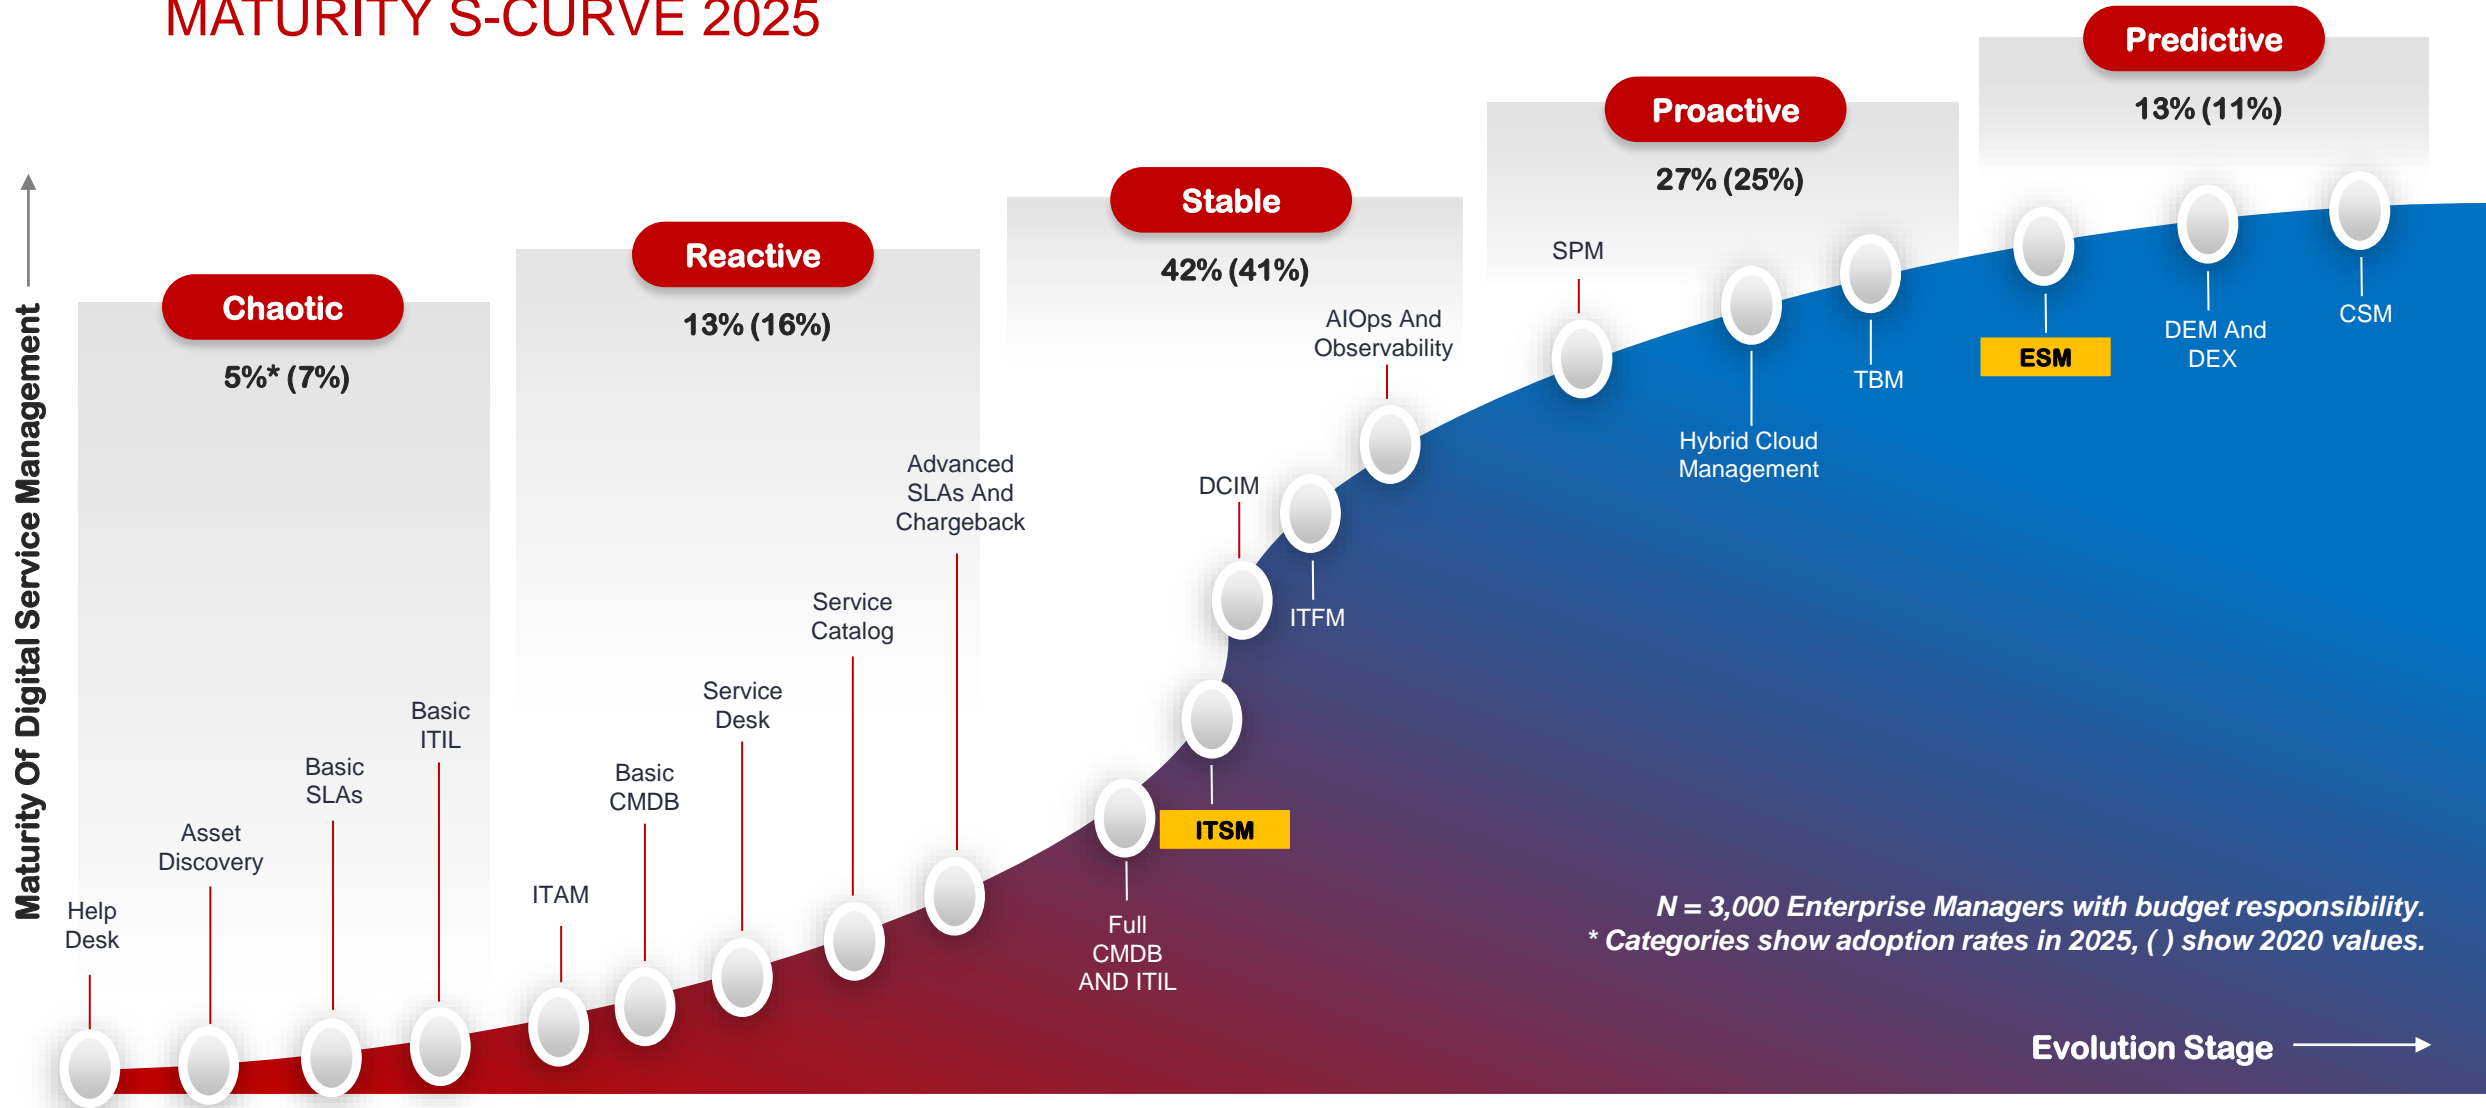 MATURITY S-CURVE 2025
Predictive
13% (11%)
Proactive
27% (25%)
Stable
42% (41%)
Reactive
13% (16%)
Chaotic
5%* (7%)
Maturity Of Digital Service Management
Help
Desk
Asset
Discovery
Basic
SLAs
Basic
ITIL
ITAM
Basic
CMDB
Service
Desk
Service
Catalog
Advanced
SLAs And
Chargeback
Full
CMDB
AND ITIL
ITSM
DCIM
ITFM
AIOps And
Observability
SPM
Hybrid Cloud
Management
TBM
ESM
DEM And
DEX
CSM
N = 3,000 Enterprise Managers with budget responsibility.
* Categories show adoption rates in 2025, ( ) show 2020 values.
Evolution Stage